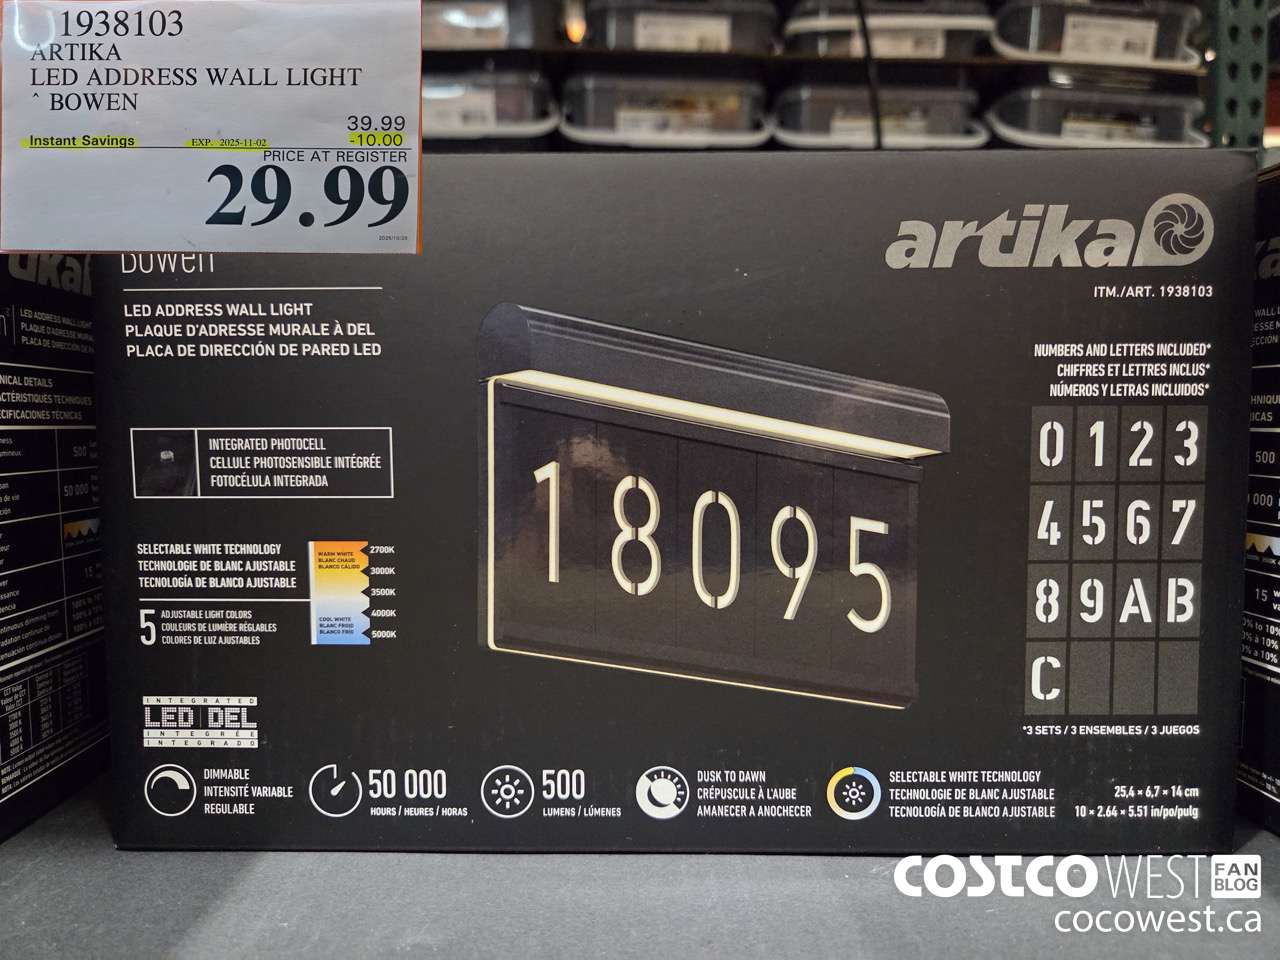 1938103
ARTIKA
LED ADDRESS WALL LIGHT
^ BOWEN
39.99
Instant Savings EXP. 2025-11-02 -10.00
PRICE AT REGISTER
29.99
2025/10/20
Bowen
LED ADDRESS WALL LIGHT
PLAQUE D'ADRESSE MURALE À DEL
PLACA DE DIRECCIÓN DE PARED LED
INTEGRATED PHOTOCELL
CELLULE PHOTOSENSIBLE INTÉGRÉE
FOTOCÉLULA INTEGRADA
SELECTABLE WHITE TECHNOLOGY
TECHNOLOGIE DE BLANC AJUSTABLE
TECNOLOGÍA DE BLANCO AJUSTABLE
5 ADJUSTABLE LIGHT COLORS
COULEURS DE LUMIÈRE RÉGLABLES
COLORES DE LUZ AJUSTABLES
WARM WHITE
BLANC CHAUD
BLANCO CÁLIDO
COOL WHITE
BLANC FROID
BLANCO FRÍO
2700K
3000K
3500K
4000K
5000K
INTEGRATED
LED DEL
INTEGRÉE
INTEGRADO
18095
artika
ITM./ART. 1938103
NUMBERS AND LETTERS INCLUDED*
CHIFFRES ET LETTRES INCLUS*
NÚMEROS Y LETRAS INCLUIDOS*
0 1 2 3
4 5 6 7
8 9 A B
C
*3 SETS / 3 ENSEMBLES / 3 JUEGOS
DIMMABLE
INTENSITÉ VARIABLE
REGULABLE
50 000
HOURS / HEURES / HORAS
500
LUMENS / LÚMENES
DUSK TO DAWN
CRÉPUSCULE À L'AUBE
AMANECER A ANOCHECER
SELECTABLE WHITE TECHNOLOGY
TECHNOLOGIE DE BLANC AJUSTABLE
TECNOLOGÍA DE BLANCO AJUSTABLE
25,4 × 6,7 × 14 cm
10 × 2.64 × 5.51 in/po/pulg
COSTCO WEST FAN BLOG
cocowest.ca